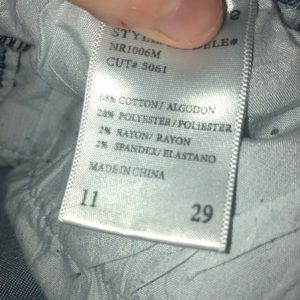 NR1006M
CUT# 5061
68% COTTON/ ALGODON
28% POLYESTER/POLIESTER
2% RAYON/ RAYON
2% SPANDEX/ELASTANO
MADE IN CHINA
11 29